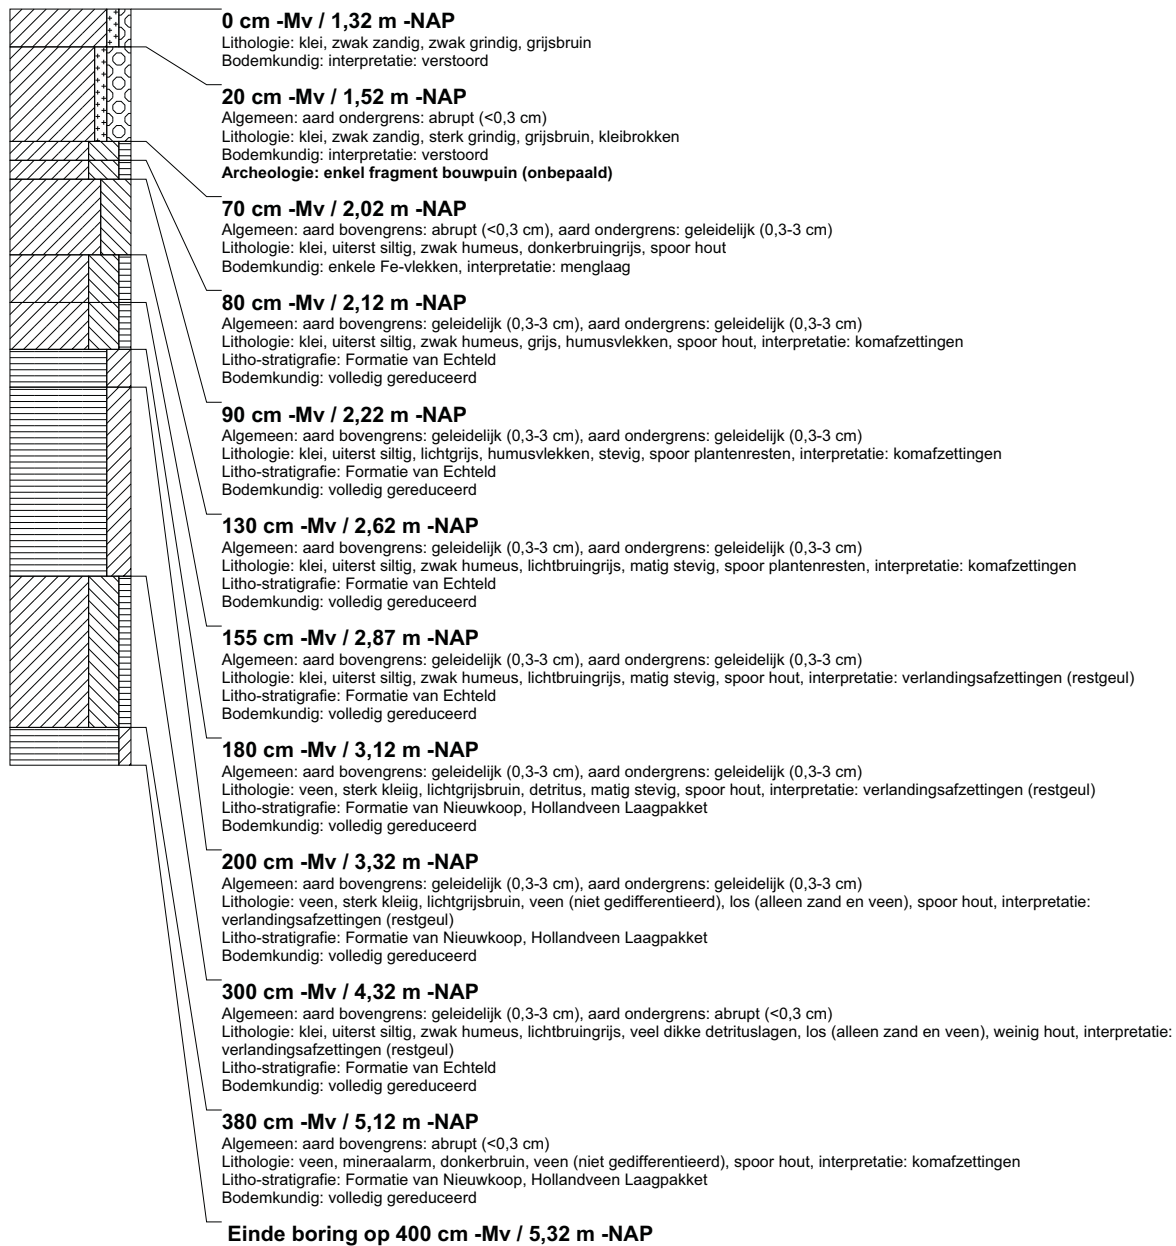 0 cm -Mv / 1,32 m -NAP
Lithologie: klei, zwak zandig, zwak grindig, grijsbruin
Bodemkundig: interpretatie: verstoord
20 cm -Mv / 1,52 m -NAP
Algemeen: aard ondergrens: abrupt (<0,3 cm)
Lithologie: klei, zwak zandig, sterk grindig, grijsbruin, kleibrokken
Bodemkundig: interpretatie: verstoord
Archeologie: enkel fragment bouwpuin (onbepaald)
70 cm -Mv / 2,02 m -NAP
Algemeen: aard bovengrens: abrupt (<0,3 cm), aard ondergrens: geleidelijk (0,3-3 cm)
Lithologie: klei, uiterst siltig, zwak humeus, donkerbruingrijs, spoor hout
Bodemkundig: enkele Fe-vlekken, interpretatie: menglaag
80 cm -Mv / 2,12 m -NAP
Algemeen: aard bovengrens: geleidelijk (0,3-3 cm), aard ondergrens: geleidelijk (0,3-3 cm)
Lithologie: klei, uiterst siltig, zwak humeus, grijs, humusvlekken, spoor hout, interpretatie: komafzettingen
Litho-stratigrafie: Formatie van Echteld
Bodemkundig: volledig gereduceerd
90 cm -Mv / 2,22 m -NAP
Algemeen: aard bovengrens: geleidelijk (0,3-3 cm), aard ondergrens: geleidelijk (0,3-3 cm)
Lithologie: klei, uiterst siltig, lichtgrijs, humusvlekken, stevig, spoor plantenresten, interpretatie: komafzettingen
Litho-stratigrafie: Formatie van Echteld
Bodemkundig: volledig gereduceerd
130 cm -Mv / 2,62 m -NAP
Algemeen: aard bovengrens: geleidelijk (0,3-3 cm), aard ondergrens: geleidelijk (0,3-3 cm)
Lithologie: klei, uiterst siltig, zwak humeus, lichtbruingrijs, matig stevig, spoor plantenresten, interpretatie: komafzettingen
Litho-stratigrafie: Formatie van Echteld
Bodemkundig: volledig gereduceerd
155 cm -Mv / 2,87 m -NAP
Algemeen: aard bovengrens: geleidelijk (0,3-3 cm), aard ondergrens: geleidelijk (0,3-3 cm)
Lithologie: klei, uiterst siltig, zwak humeus, lichtbruingrijs, matig stevig, spoor hout, interpretatie: verlandingsafzettingen (restgeul)
Litho-stratigrafie: Formatie van Echteld
Bodemkundig: volledig gereduceerd
180 cm -Mv / 3,12 m -NAP
Algemeen: aard bovengrens: geleidelijk (0,3-3 cm), aard ondergrens: geleidelijk (0,3-3 cm)
Lithologie: veen, sterk kleiig, lichtgrijsbruin, detritus, matig stevig, spoor hout, interpretatie: verlandingsafzettingen (restgeul)
Litho-stratigrafie: Formatie van Nieuwkoop, Hollandveen Laagpakket
Bodemkundig: volledig gereduceerd
200 cm -Mv / 3,32 m -NAP
Algemeen: aard bovengrens: geleidelijk (0,3-3 cm), aard ondergrens: geleidelijk (0,3-3 cm)
Lithologie: veen, sterk kleiig, lichtgrijsbruin, veen (niet gedifferentieerd), los (alleen zand en veen), spoor hout, interpretatie:
verlandingsafzettingen (restgeul)
Litho-stratigrafie: Formatie van Nieuwkoop, Hollandveen Laagpakket
Bodemkundig: volledig gereduceerd
300 cm -Mv / 4,32 m -NAP
Algemeen: aard bovengrens: geleidelijk (0,3-3 cm), aard ondergrens: abrupt (<0,3 cm)
Lithologie: klei, uiterst siltig, zwak humeus, lichtbruingrijs, veel dikke detrituslagen, los (alleen zand en veen), weinig hout, interpretatie:
verlandingsafzettingen (restgeul)
Litho-stratigrafie: Formatie van Echteld
Bodemkundig: volledig gereduceerd
380 cm -Mv / 5,12 m -NAP
Algemeen: aard bovengrens: abrupt (<0,3 cm)
Lithologie: veen, mineraalarm, donkerbruin, veen (niet gedifferentieerd), spoor hout, interpretatie: komafzettingen
Litho-stratigrafie: Formatie van Nieuwkoop, Hollandveen Laagpakket
Bodemkundig: volledig gereduceerd
Einde boring op 400 cm -Mv / 5,32 m -NAP